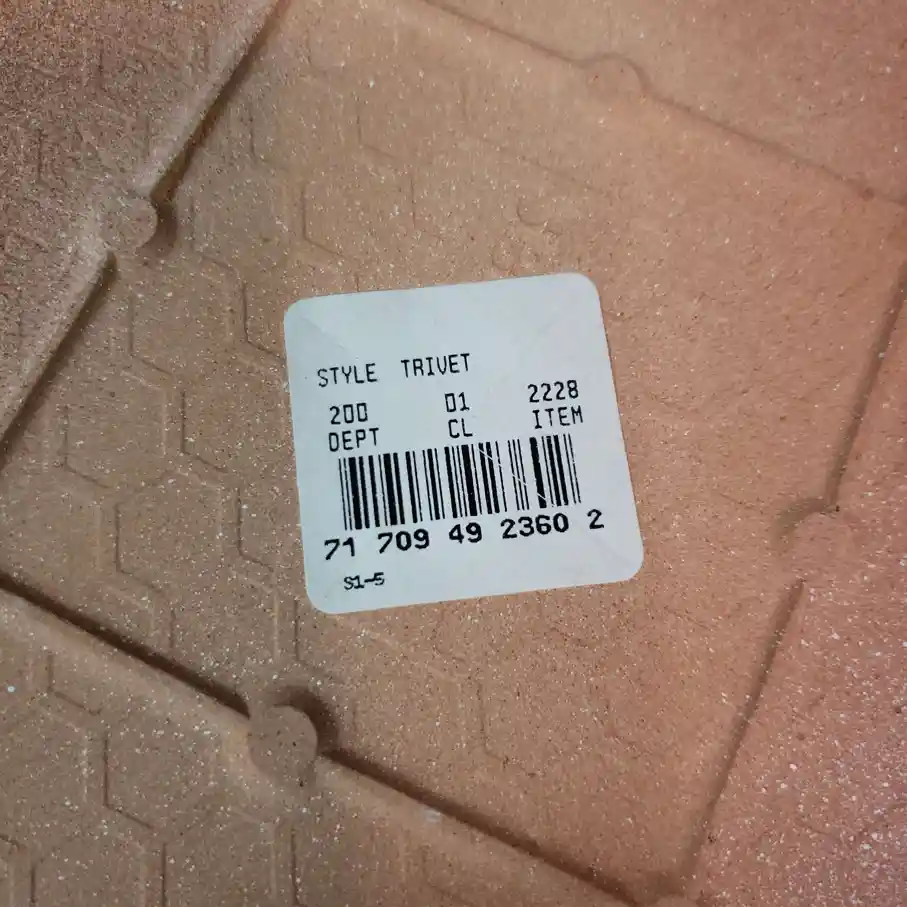 STYLE TRIVET
200 01 2228
DEPT CL ITEM
71 709 49 2360 2
S1-5